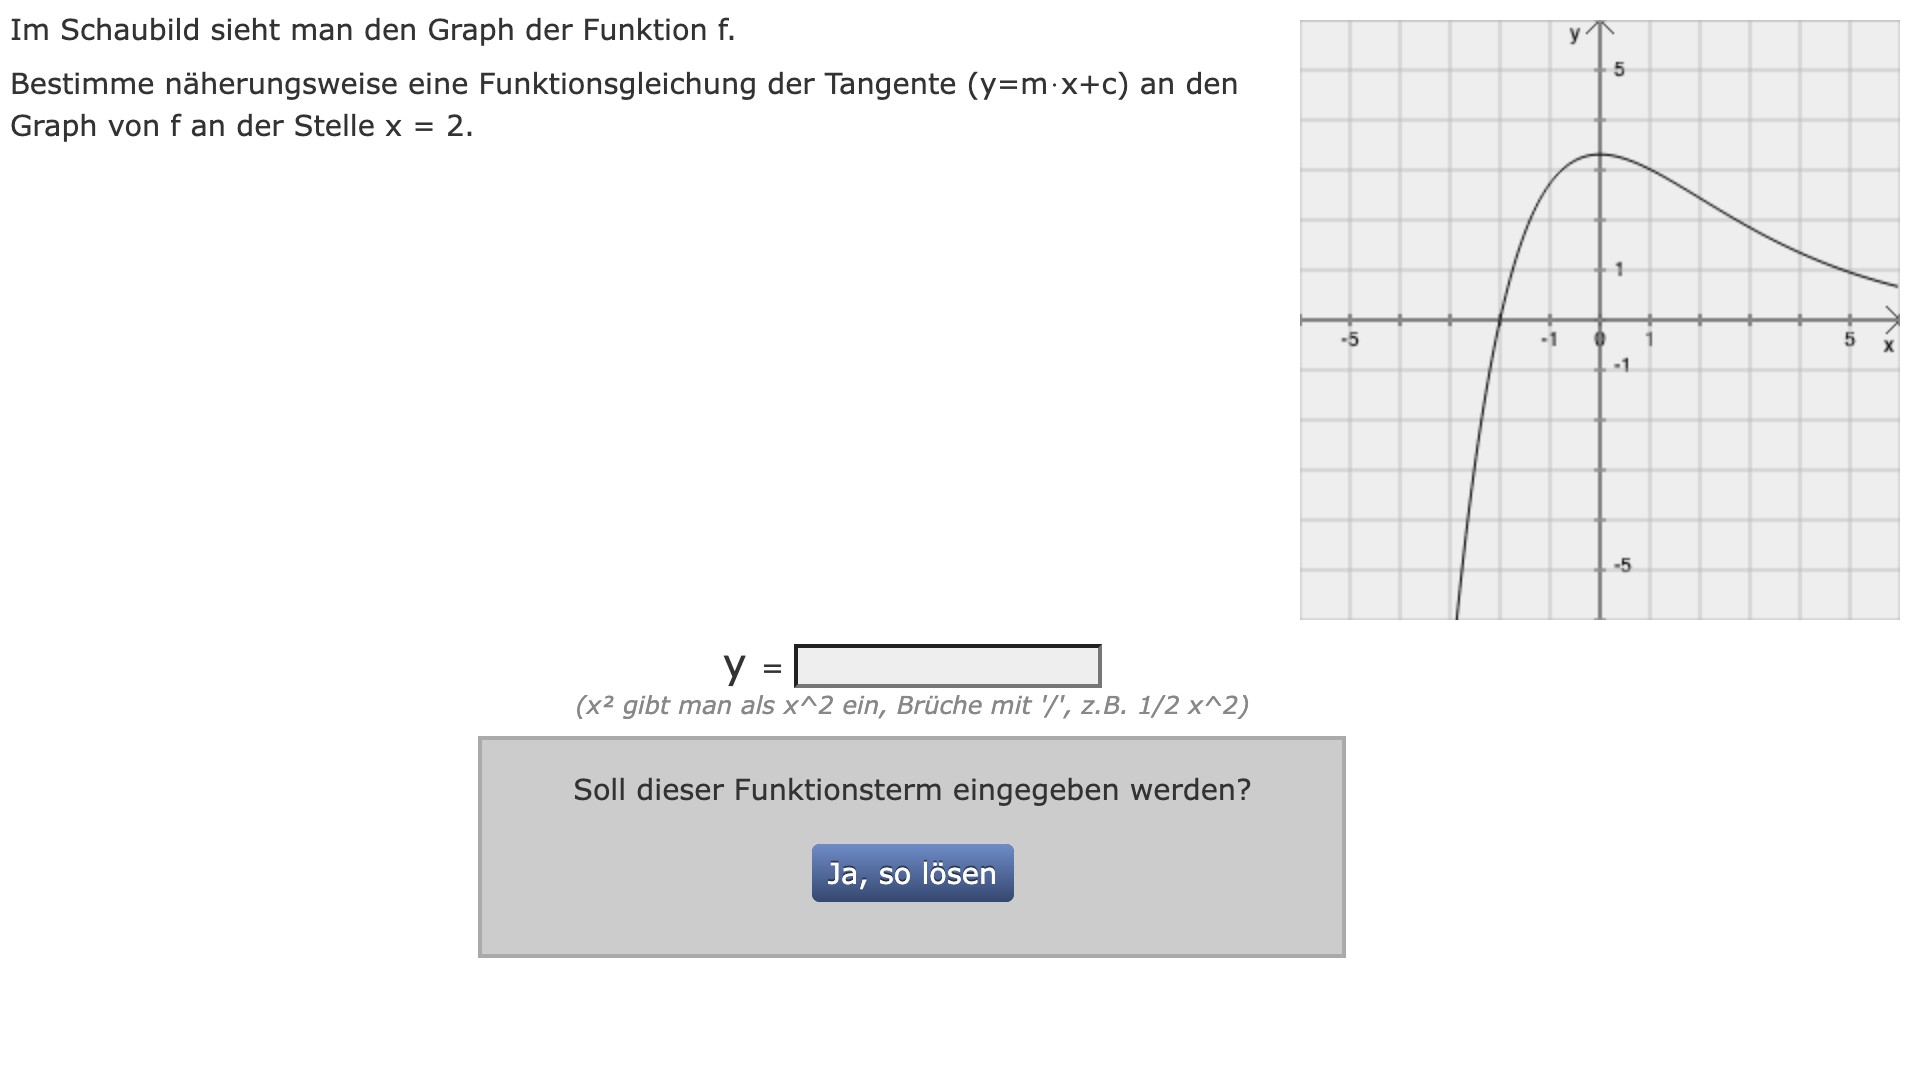 Im Schaubild sieht man den Graph der Funktion f.
Bestimme näherungsweise eine Funktionsgleichung der Tangente (y=m·x+c) an den
Graph von f an der Stelle x = 2.
y
5
1
-5 -1 0 1 5 x
-1
-5
y =
(x² gibt man als x^2 ein, Brüche mit '/', z.B. 1/2 x^2)
Soll dieser Funktionsterm eingegeben werden?
Ja, so lösen